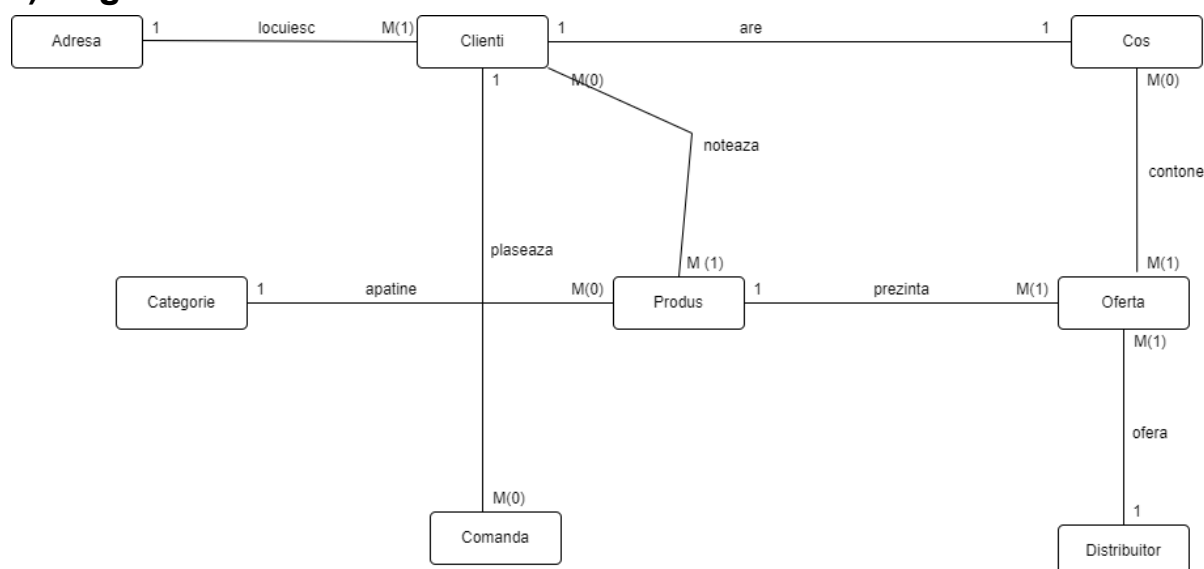 Adresa 1 locuiesc M(1) Clienti 1 are 1 Cos
1 M(0) M(0)
noteaza
contone
plaseaza M (1) M(1)
Categorie 1 apatine M(0) Produs 1 prezinta M(1) Oferta
M(1)
ofera
M(0) 1
Comanda Distribuitor